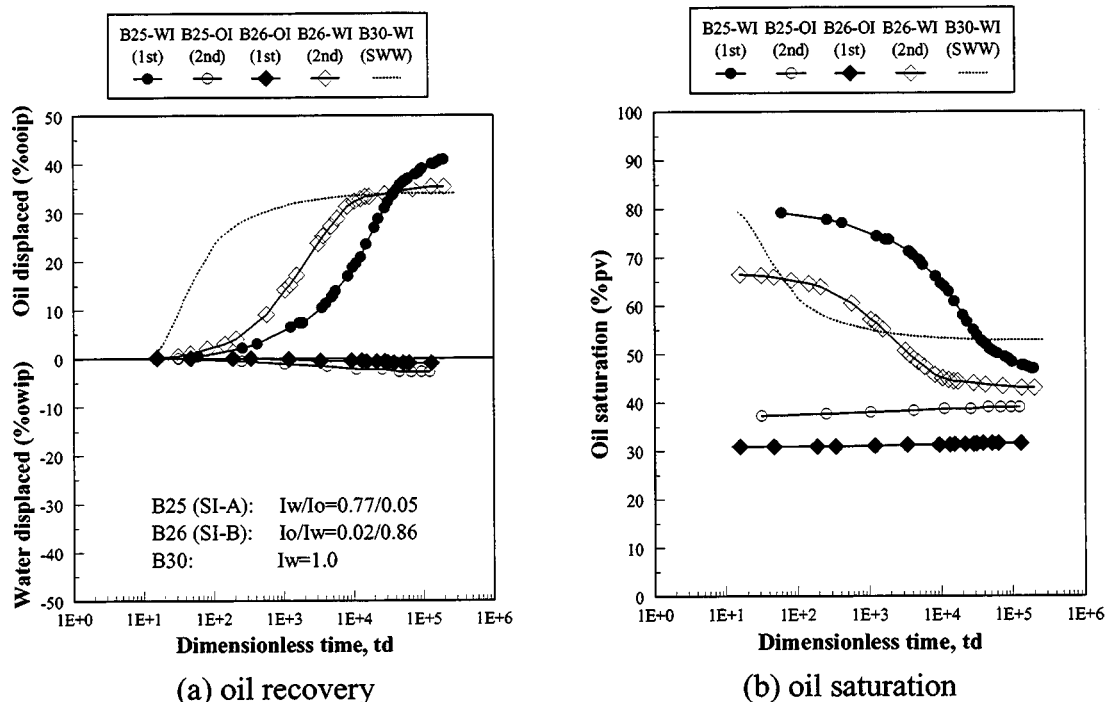 B25-WI B25-OI B26-OI B26-WI B30-WI
(1st) (2nd) (1st) (2nd) (SWW)
50
40
30
20
10
0
-10
-20
-30
-40
-50
Oil displaced (%ooip)
Water displaced (%owip)
B25 (SI-A): Iw/Io=0.77/0.05
B26 (SI-B): Io/Iw=0.02/0.86
B30: Iw=1.0
1E+1 1E+2 1E+3 1E+4 1E+5 1E+6
Dimensionless time, td
(a) oil recovery
B25-WI B25-OI B26-OI B26-WI B30-WI
(1st) (2nd) (1st) (2nd) (SWW)
100
90
80
70
60
50
40
30
20
10
0
Oil saturation (%pv)
1E+1 1E+2 1E+3 1E+4 1E+5 1E+6
Dimensionless time, td
(b) oil saturation